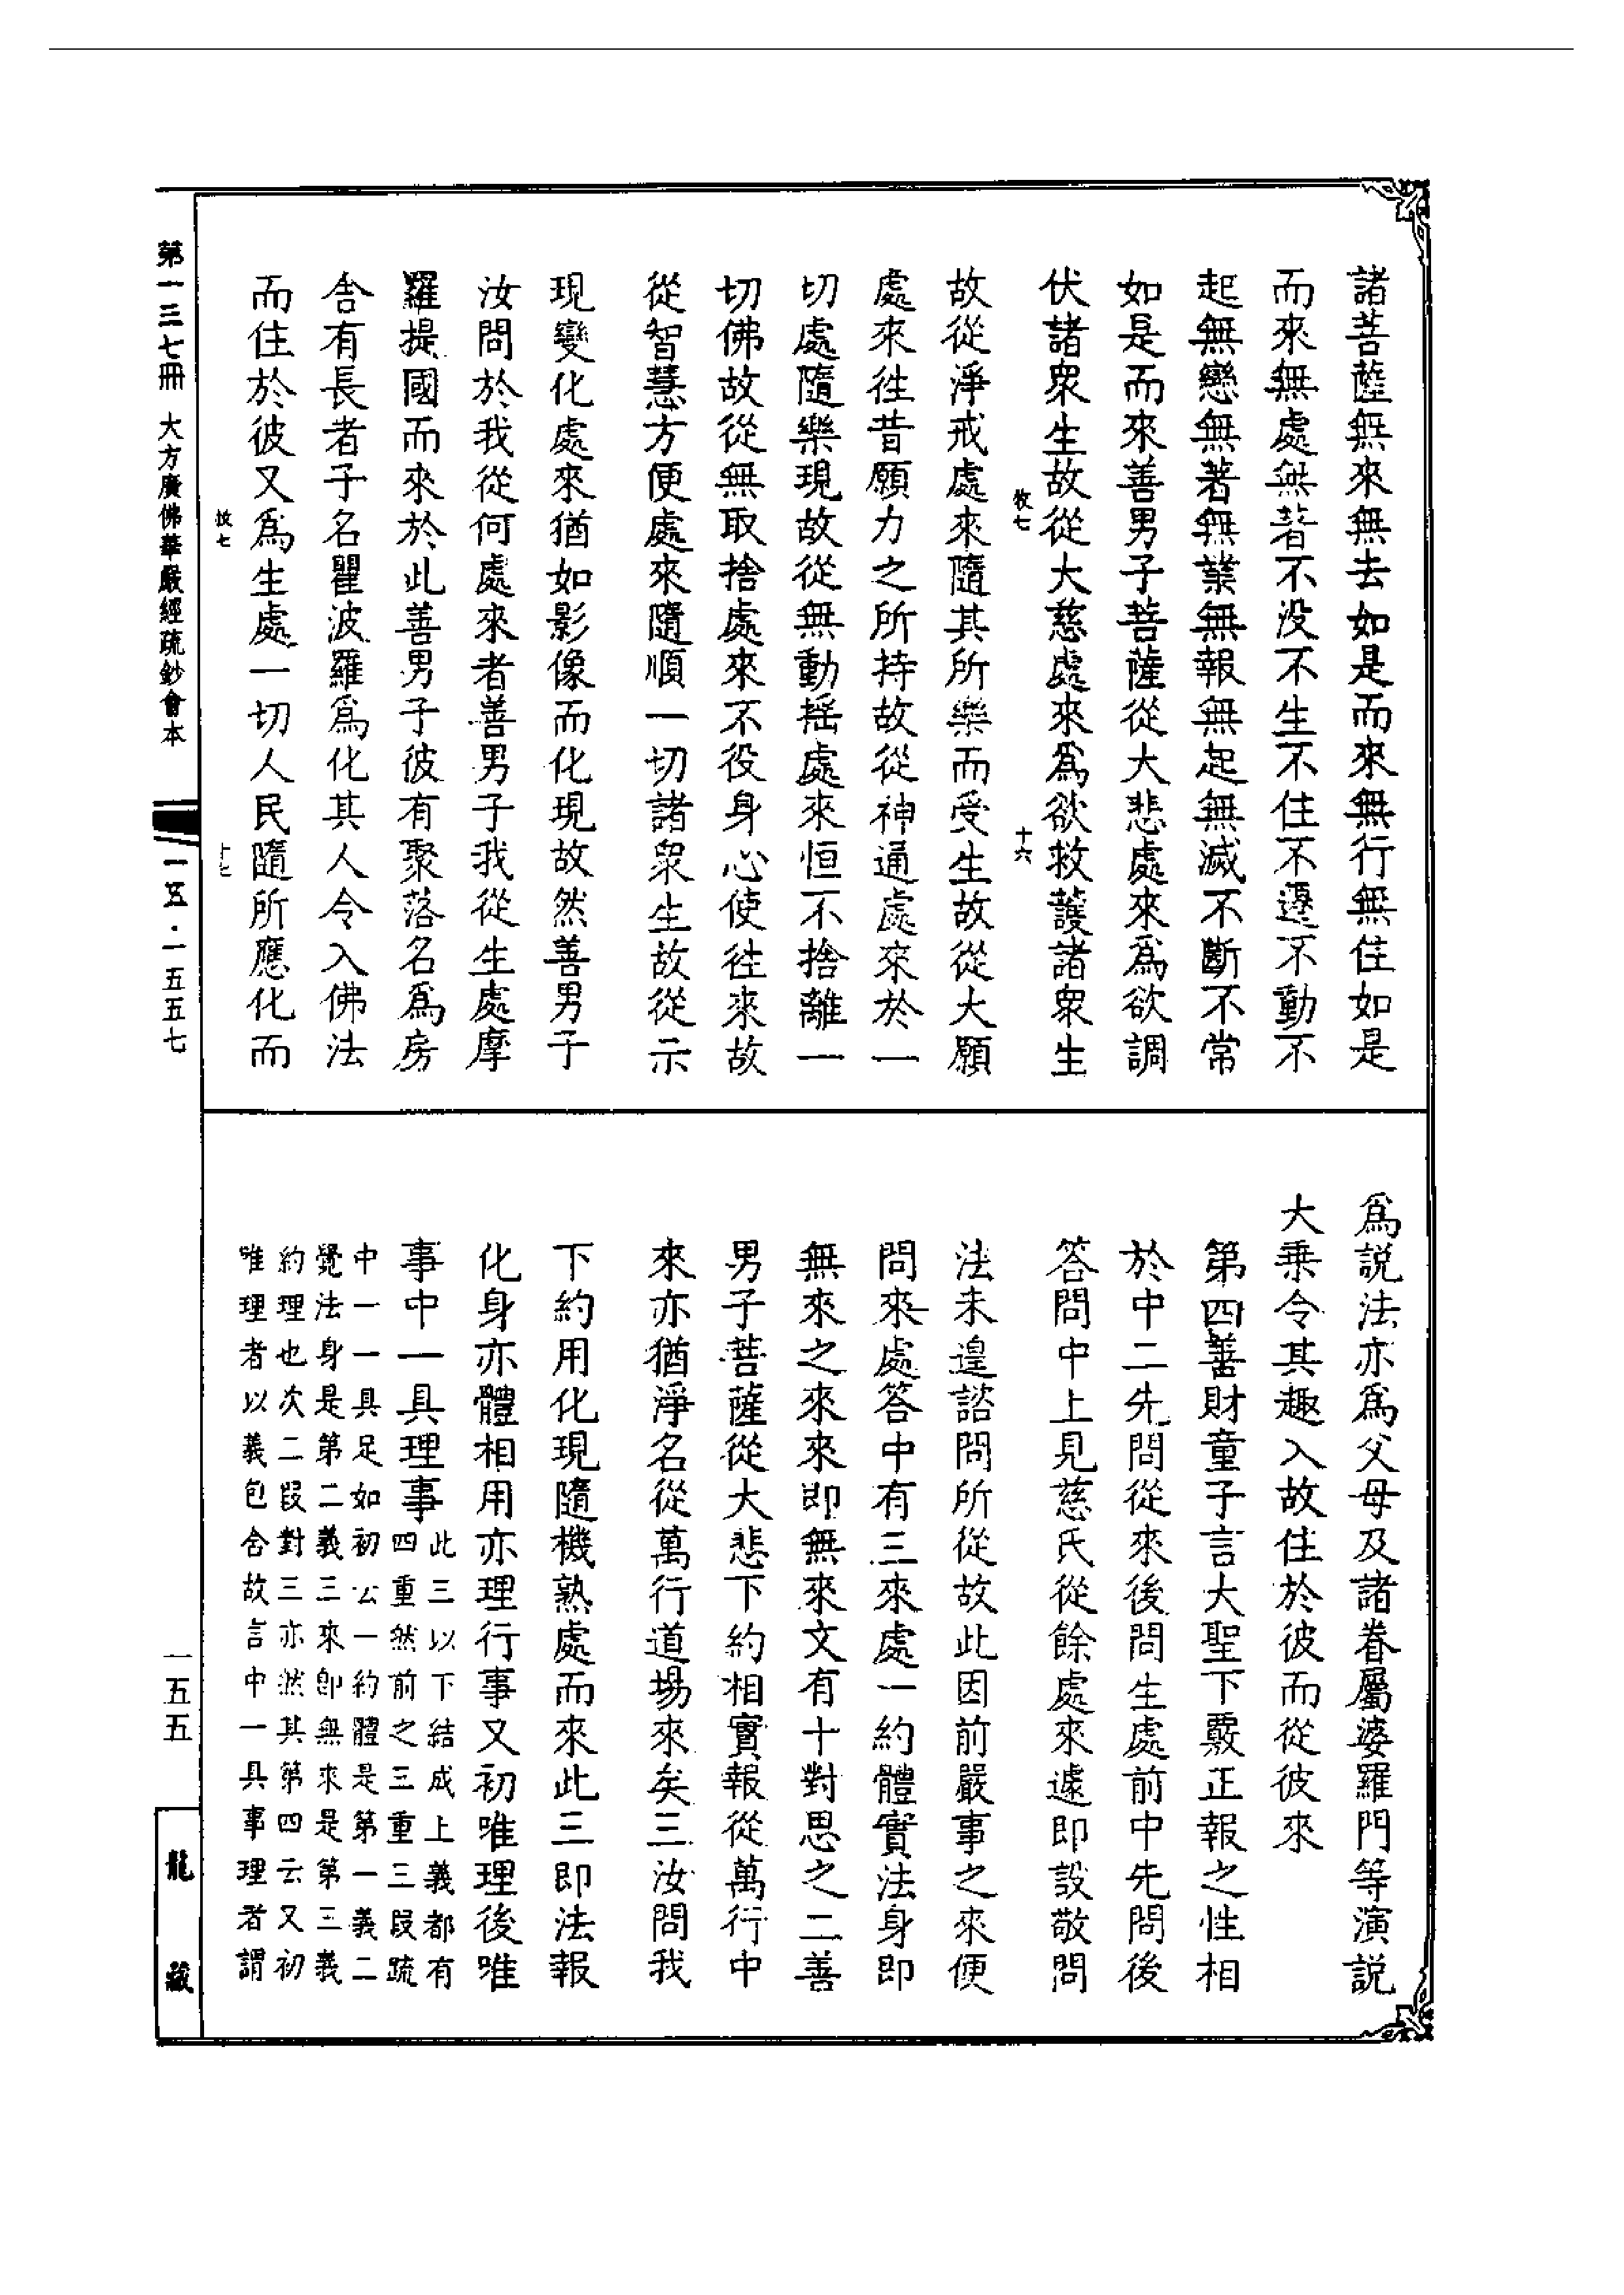 諸菩薩無來無去如是而來無行無住如是
而來無處無著不没不生不住不遷不動不
起無戀無著無業無報無起無滅不斷不常
如是而來善男子菩薩從大悲處來爲欲調
伏諸衆生故從大慈處來爲欲救護諸衆生
牧七
十六
故從淨戒處來隨其所樂而受生故從大願
處來徃昔願力之所持故從神通處來於一
切處隨樂現故從無動揺處來恒不捨離一
切佛故從無取捨處來不役身心使徃來故
從智慧方便處來隨順一切諸衆生故從示
現變化處來猶如影像而化現故然善男子
汝問於我從何處來者善男子我從生處摩
羅提國而來於此善男子彼有聚落名爲房
舍有長者子名瞿波羅爲化其人令入佛法
而住於彼又爲生處一切人民隨所應化而
牧七
十七
爲説法亦爲父母及諸眷屬婆羅門等演説
大乗令其趣入故住於彼而從彼來
第四善財童子言大聖下覈正報之性相
於中二先問從來後問生處前中先問後
答問中上見慈氏從餘處來遽即設敬問
法未遑諮問所從故此因前嚴事之來便
問來處答中有三來處一約體實法身即
無來之來來即無來文有十對思之二善
男子菩薩從大悲下約相實報從萬行中
來亦猶淨名從萬行道場來矣三汝問我
下約用化現隨機熟處而來此三即法報
化身亦體相用亦理行事又初唯理後唯
事中一具理事
此三以下結成上義都有
四重然前之三重三段疏
中一一具足如初公一約體是第一義二
覺法身是第二義三來即無來是第三義
約理也次二段對三亦然其第四云又初
唯理者以義包含故言中一具事理者謂
第一三七冊 大方廣佛華嚴經疏鈔會本
一五·一五五七
一五五
龍藏